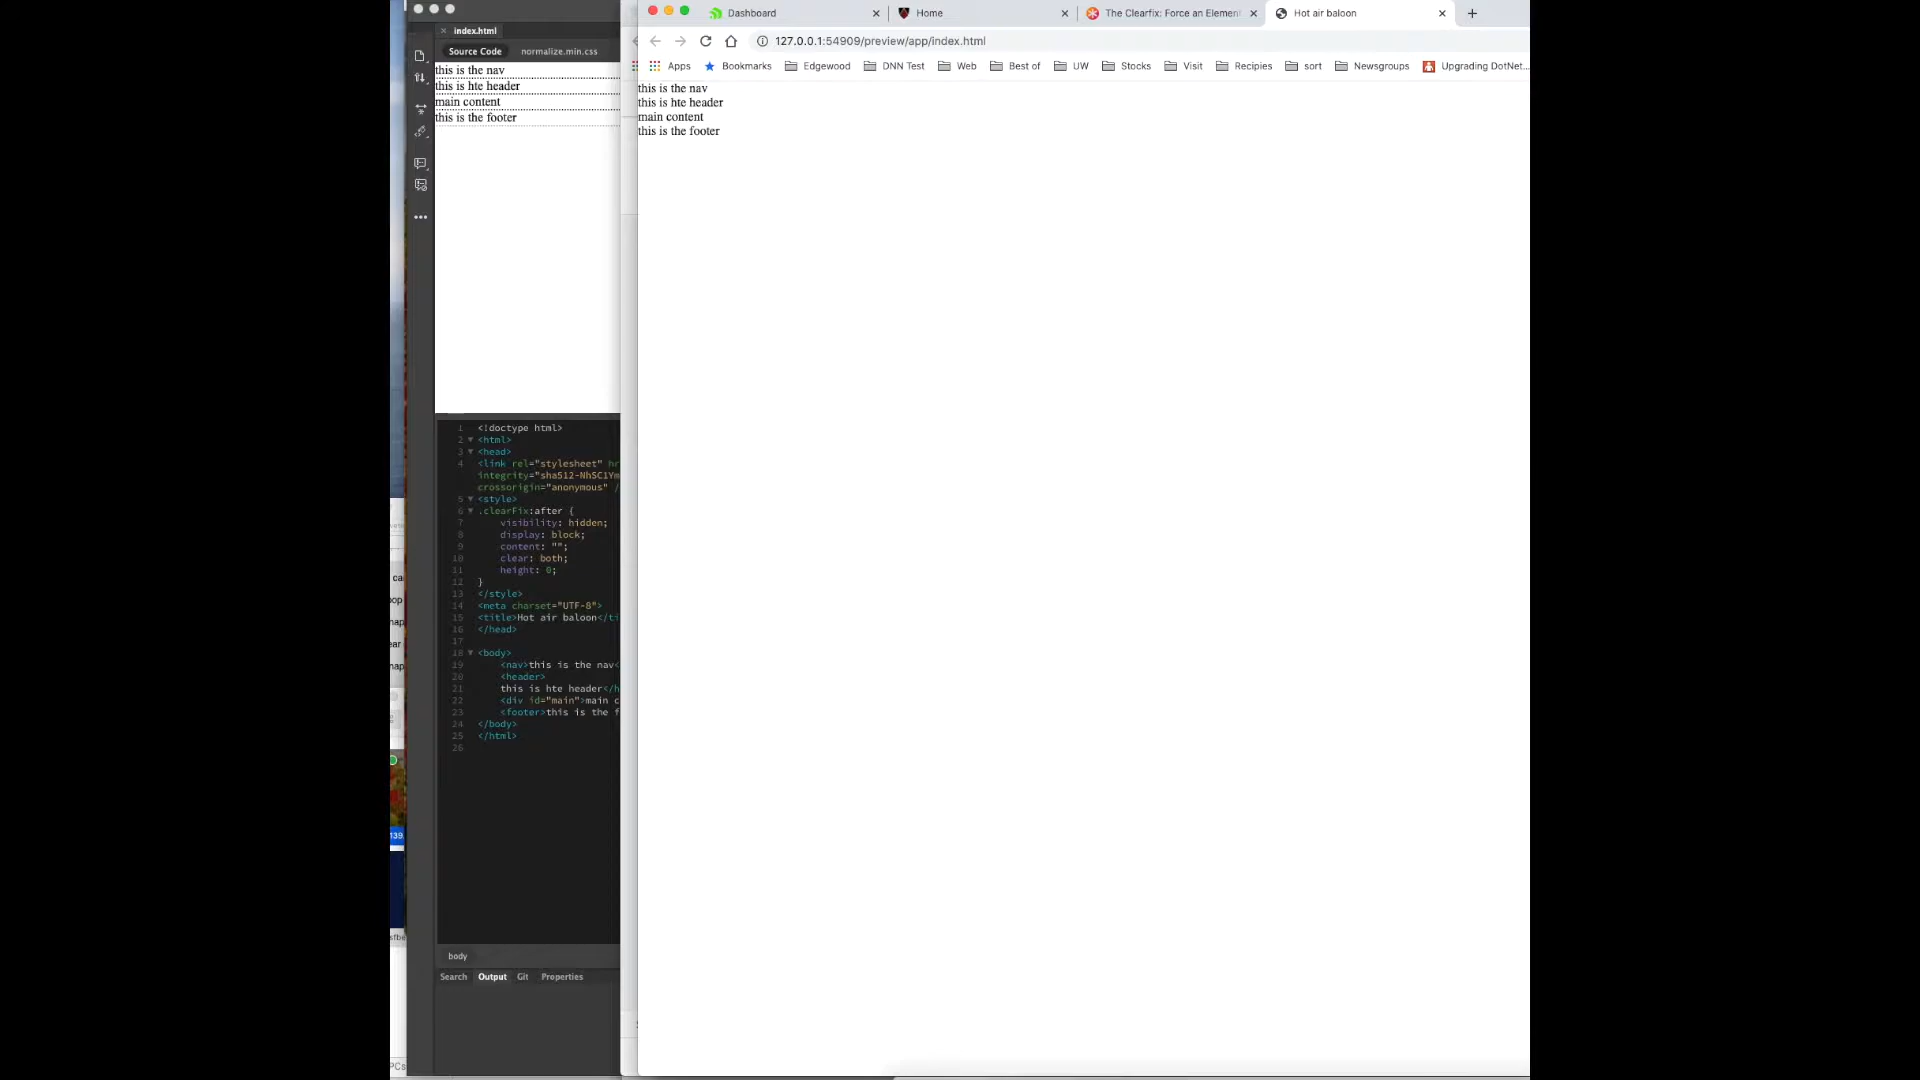 index.html
Source Code normalize.min.css
this is the nav
this is hte header
main content
this is the footer
1 <!doctype html>
2 <html>
3 <head>
4 <link rel="stylesheet"
integrity="sha512-NhSC1Ym
crossorigin="anonymous" /
5 <style>
6 .clearFix:after {
7 visibility: hidden;
8 display: block;
9 content: "";
10 clear: both;
11 height: 0;
12 }
13 </style>
14 <meta charset="UTF-8">
15 <title>Hot air baloon</ti
16 </head>
17
18 <body>
19 <nav>this is the nav<
20 <header>
21 this is hte header</h
22 <div id="main">main c
23 <footer>this is the f
24 </body>
25 </html>
26
body
Search Output Git Properties
139.
PCs
Dashboard Home The Clearfix: Force an Element Hot air baloon
127.0.0.1:54909/preview/app/index.html
Apps Bookmarks Edgewood DNN Test Web Best of UW Stocks Visit Recipies sort Newsgroups Upgrading DotNet...
this is the nav
this is hte header
main content
this is the footer